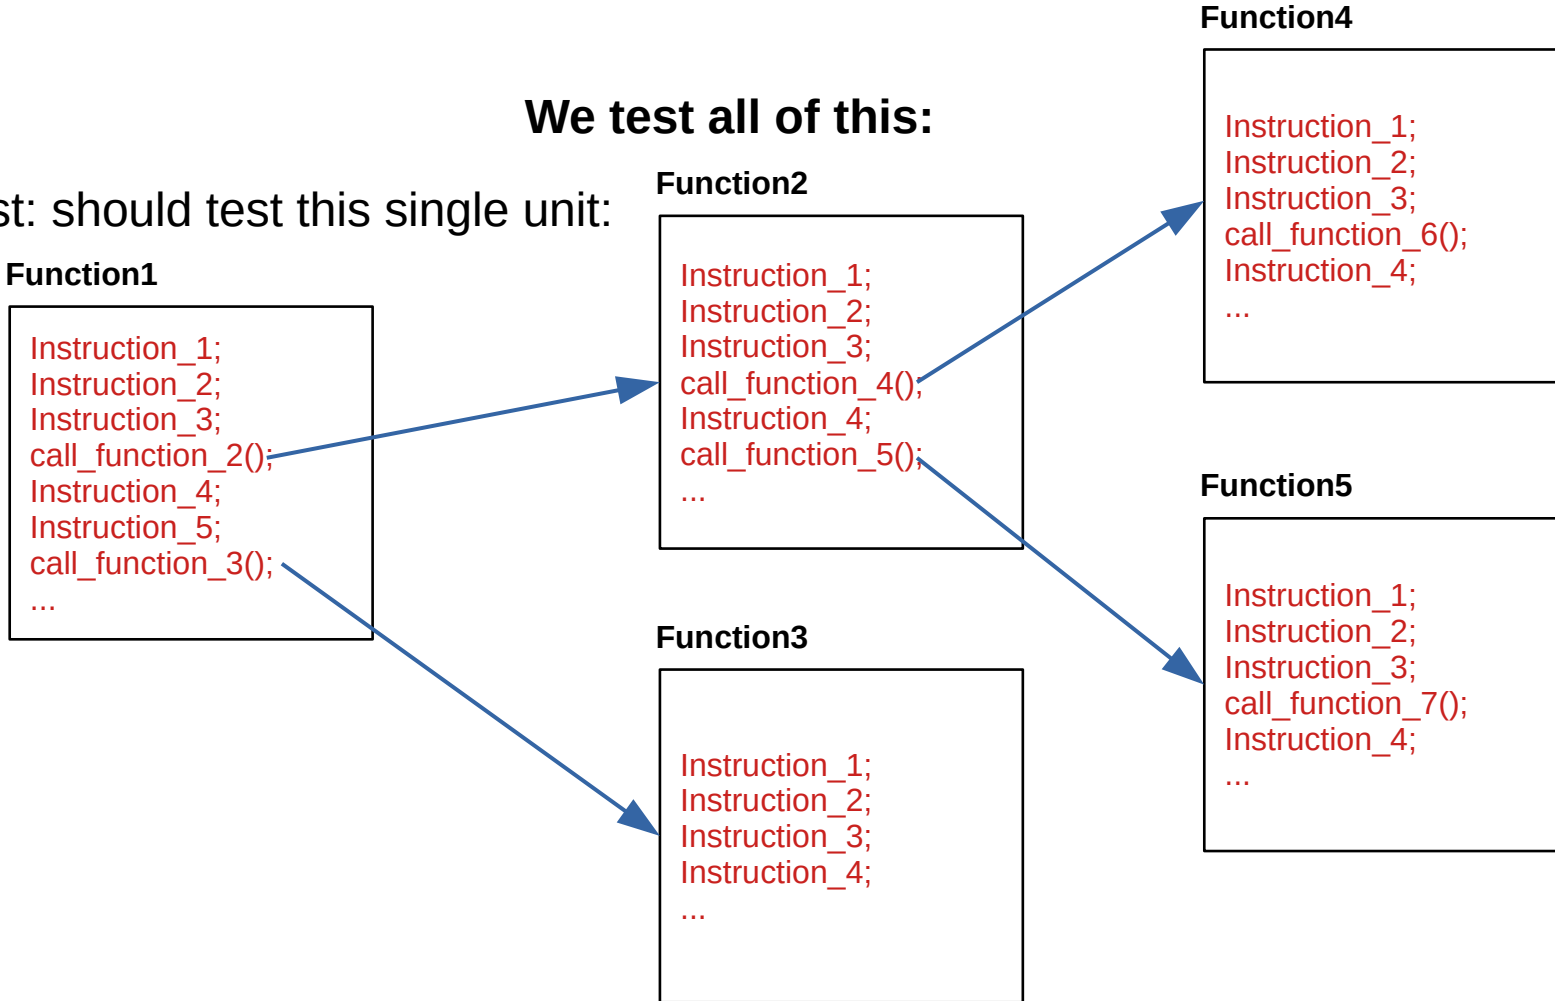 We test all of this:
st: should test this single unit:
Function1
Instruction_1;
Instruction_2;
Instruction_3;
call_function_2();
Instruction_4;
Instruction_5;
call_function_3();
...
Function2
Instruction_1;
Instruction_2;
Instruction_3;
call_function_4();
Instruction_4;
call_function_5();
...
Function3
Instruction_1;
Instruction_2;
Instruction_3;
Instruction_4;
...
Function4
Instruction_1;
Instruction_2;
Instruction_3;
call_function_6();
Instruction_4;
...
Function5
Instruction_1;
Instruction_2;
Instruction_3;
call_function_7();
Instruction_4;
...